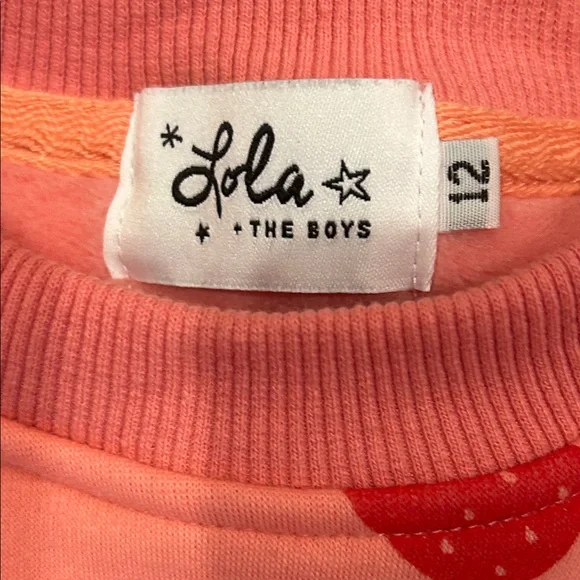 Lola
+ THE BOYS
12